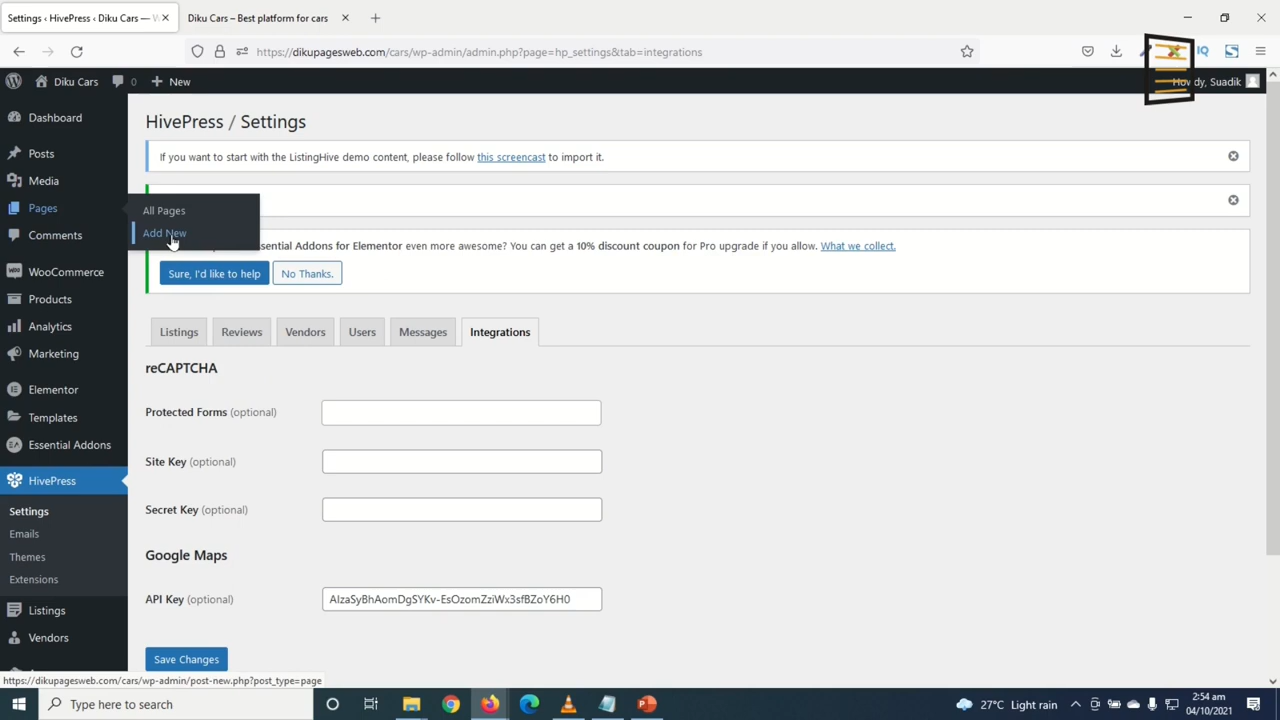 Settings ‹ HivePress ‹ Diku Cars — W
Diku Cars – Best platform for cars
https://dikupagesweb.com/cars/wp-admin/admin.php?page=hp_settings&tab=integrations
IQ
Diku Cars
0
New
Howdy, Suadik
Dashboard
Posts
Media
Pages
Comments
WooCommerce
Products
Analytics
Marketing
Elementor
Templates
Essential Addons
HivePress
Settings
Emails
Themes
Extensions
Listings
Vendors
All Pages
Add New
HivePress / Settings
If you want to start with the ListingHive demo content, please follow this screencast to import it.
Essential Addons for Elementor even more awesome? You can get a 10% discount coupon for Pro upgrade if you allow. What we collect.
Sure, I'd like to help
No Thanks.
Listings
Reviews
Vendors
Users
Messages
Integrations
reCAPTCHA
Protected Forms (optional)
Site Key (optional)
Secret Key (optional)
Google Maps
API Key (optional)
AIzaSyBhAomDgSYKv-EsOzomZziWx3sfBZoY6H0
Save Changes
https://dikupagesweb.com/cars/wp-admin/post-new.php?post_type=page
Type here to search
27°C Light rain
2:54 am
04/10/2021